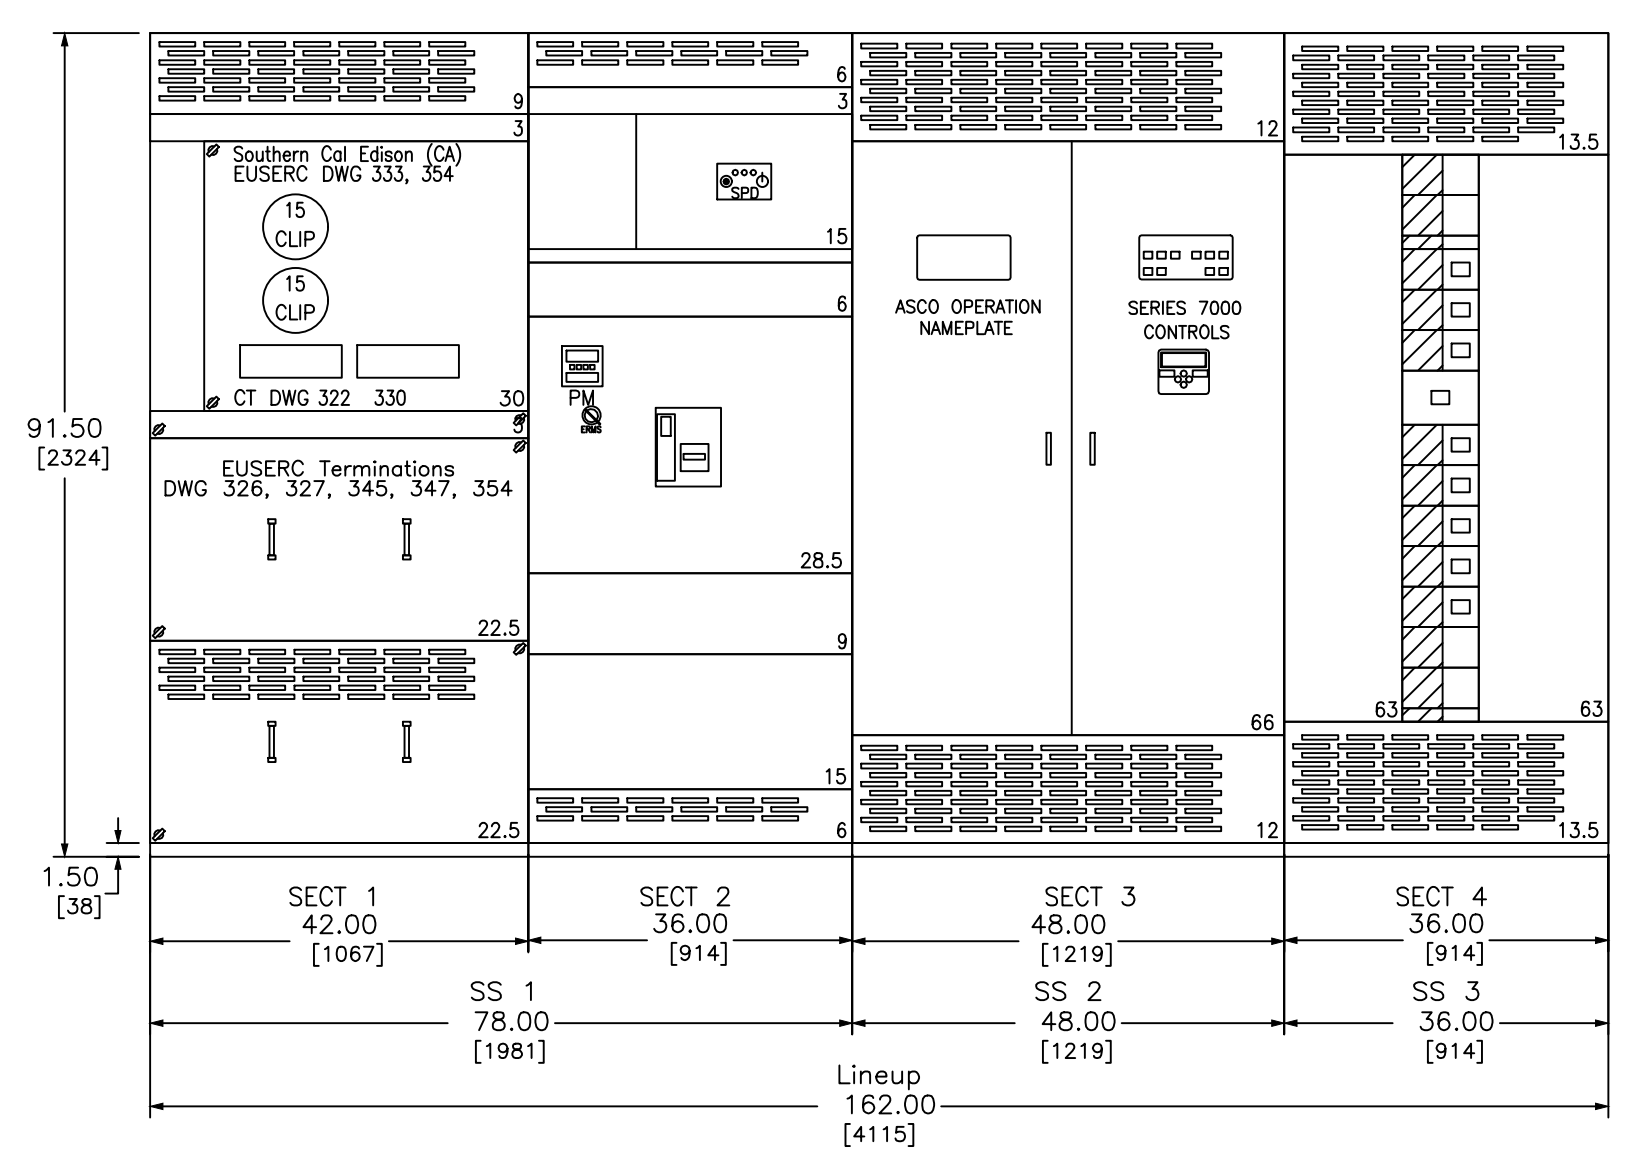 9
3
Southern Cal Edison (CA)
EUSERC DWG 333, 354
15
CLIP
15
CLIP
CT DWG 322 330
30
3
EUSERC Terminations
DWG 326, 327, 345, 347, 354
22.5
22.5
6
3
SPD
15
6
PM
ERMS
28.5
9
15
6
12
ASCO OPERATION
NAMEPLATE
SERIES 7000
CONTROLS
66
12
13.5
63
63
13.5
91.50
[2324]
1.50
[38]
SECT 1
42.00
[1067]
SECT 2
36.00
[914]
SECT 3
48.00
[1219]
SECT 4
36.00
[914]
SS 1
78.00
[1981]
SS 2
48.00
[1219]
SS 3
36.00
[914]
Lineup
162.00
[4115]